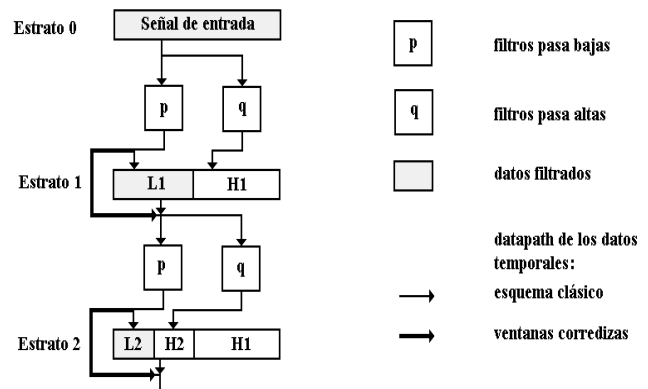 Estrato 0
Señal de entrada
p
q
Estrato 1
L1
H1
p
q
Estrato 2
L2
H2
H1
p
filtros pasa bajas
q
filtros pasa altas
datos filtrados
datapath de los datos
temporales:
esquema clásico
ventanas corredizas